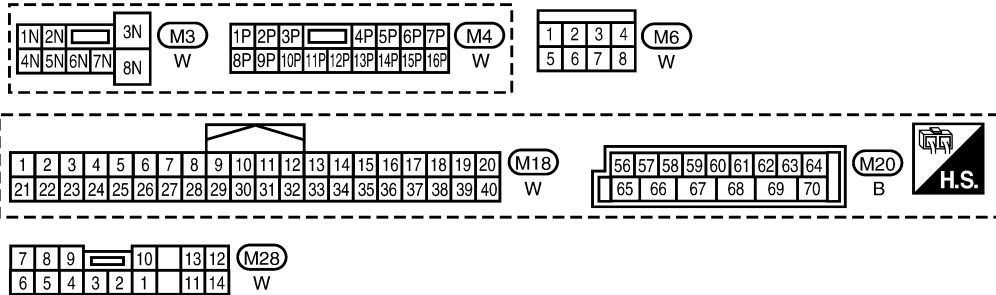 1N 2N 3N M3
4N 5N 6N 7N 8N W
1P 2P 3P 4P 5P 6P 7P M4
8P 9P 10P 11P 12P 13P 14P 15P 16P W
1 2 3 4 M6
5 6 7 8 W
1 2 3 4 5 6 7 8 9 10 11 12 13 14 15 16 17 18 19 20 M18
21 22 23 24 25 26 27 28 29 30 31 32 33 34 35 36 37 38 39 40 W
56 57 58 59 60 61 62 63 64 M20
65 66 67 68 69 70 B
H.S.
7 8 9 10 13 12 M28
6 5 4 3 2 1 11 14 W